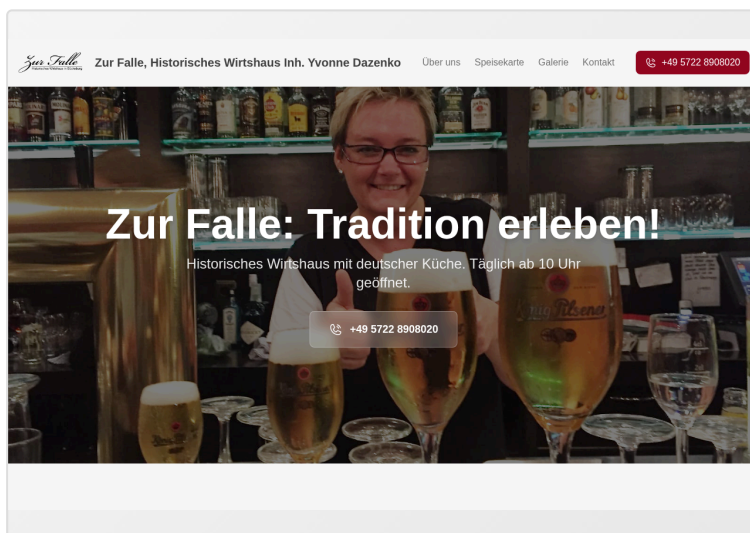 Zur Falle
Zur Falle, Historisches Wirtshaus Inh. Yvonne Dazenko
Über uns
Speisekarte
Galerie
Kontakt
+49 5722 8908020
Zur Falle: Tradition erleben!
Historisches Wirtshaus mit deutscher Küche. Täglich ab 10 Uhr
geöffnet.
+49 5722 8908020